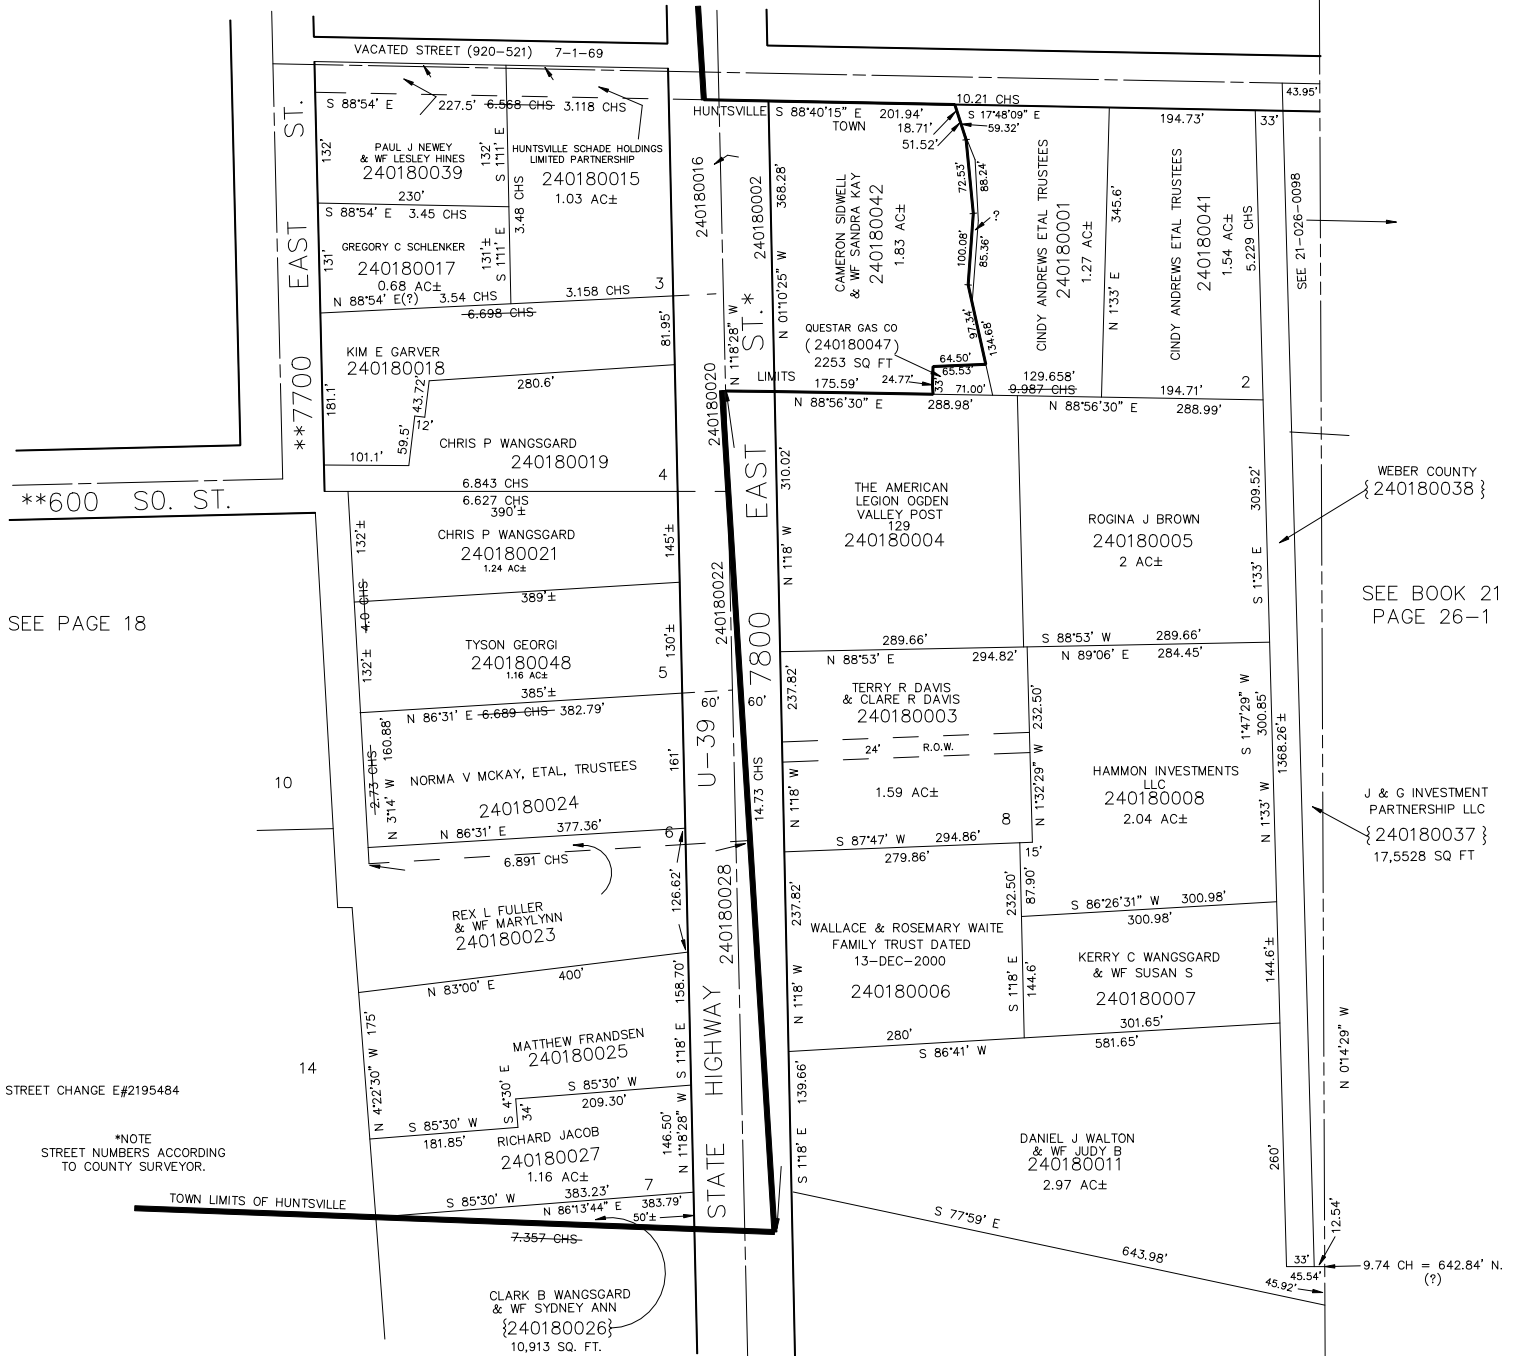 VACATED STREET (920-521) 7-1-69
S 88°54' E 227.5' 6.568 CHS 3.118 CHS
132'
PAUL J NEWEY
& WF LESLEY HINES
240180039
230'
132'
S 1°11' E
HUNTSVILLE SCHADE HOLDINGS
LIMITED PARTNERSHIP
240180015
1.03 AC±
3.48 CHS
S 88°54' E 3.45 CHS
131'
GREGORY C SCHLENKER
240180017
0.68 AC±
131'±
S 1°11' E
N 88°54' E(?) 3.54 CHS 3.158 CHS
6.698 CHS
3
KIM E GARVER
240180018
81.95'
181.1'
43.72'
280.6'
12'
59.5'
101.1'
CHRIS P WANGSGARD
240180019
4
6.843 CHS
6.627 CHS
390'±
132'±
CHRIS P WANGSGARD
240180021
1.24 AC±
145'±
4.0 CHS
389'±
132'±
TYSON GEORGI
240180048
1.16 AC±
130'±
5
385'±
N 86°31' E 6.689 CHS 382.79'
2.73 CHS
N 3°14' W 160.88'
NORMA V MCKAY, ETAL, TRUSTEES
240180024
161'
N 86°31' E 377.36'
6
6.891 CHS
REX L FULLER
& WF MARYLYNN
240180023
126.62'
N 83°00' E 400'
158.70'
N 4°22'30" W 175'
MATTHEW FRANDSEN
240180025
S 1°18' E
S 4°30' E
34'
S 85°30' W
209.30'
S 85°30' W
181.85'
RICHARD JACOB
240180027
1.16 AC±
146.50'
N 1°18'28" W
7
S 85°30' W 383.23'
N 86°13'44" E 383.79'
50'±
7.357 CHS
CLARK B WANGSGARD
& WF SYDNEY ANN
{240180026}
10,913 SQ. FT.
**7700 EAST ST.
**600 SO. ST.
SEE PAGE 18
10
14
STREET CHANGE E#2195484
*NOTE
STREET NUMBERS ACCORDING
TO COUNTY SURVEYOR.
TOWN LIMITS OF HUNTSVILLE
240180016
240180002
240180020
N 1°18'28" W
240180022
60' 60'
14.73 CHS
240180028
STATE HIGHWAY U-39
7800 EAST ST.*
HUNTSVILLE
TOWN
LIMITS
S 88°40'15" E 201.94'
10.21 CHS
18.71'
51.52'
S 17°48'09" E
59.32'
194.73'
33'
43.95'
368.28'
N 01°10'25" W
CAMERON SIDWELL
& WF SANDRA KAY
240180042
1.83 AC±
72.53'
88.24'
?
100.08'
85.36'
97.34'
134.68'
CINDY ANDREWS ETAL TRUSTEES
240180001
1.27 AC±
345.6'
N 1°33' E
CINDY ANDREWS ETAL TRUSTEES
240180041
1.54 AC±
5.229 CHS
SEE 21-026-0098
QUESTAR GAS CO
(240180047)
2253 SQ FT
64.50'
65.53'
33'
175.59' 24.77' 71.00'
129.658'
9.987 CHS
194.71'
2
N 88°56'30" E 288.98'
N 88°56'30" E 288.99'
310.02'
N 1°18' W
THE AMERICAN
LEGION OGDEN
VALLEY POST
129
240180004
ROGINA J BROWN
240180005
2 AC±
309.52'
S 1°33' E
WEBER COUNTY
{240180038}
SEE BOOK 21
PAGE 26-1
289.66'
S 88°53' W 289.66'
N 88°53' E 294.82'
N 89°06' E 284.45'
237.82'
TERRY R DAVIS
& CLARE R DAVIS
240180003
24' R.O.W.
1.59 AC±
N 1°18' W
232.50'
N 1°32'29" W
8
HAMMON INVESTMENTS
LLC
240180008
2.04 AC±
S 1°47'29" W
300.85'
N 1°33' W
1368.26'±
J & G INVESTMENT
PARTNERSHIP LLC
{240180037}
17,5528 SQ FT
S 87°47' W 294.86'
279.86'
15'
237.82'
232.50'
87.90'
S 86°26'31" W 300.98'
300.98'
WALLACE & ROSEMARY WAITE
FAMILY TRUST DATED
13-DEC-2000
240180006
N 1°18' W
S 1°18' E
144.6'
KERRY C WANGSGARD
& WF SUSAN S
240180007
144.6'±
280'
301.65'
S 86°41' W 581.65'
139.66'
S 1°18' E
DANIEL J WALTON
& WF JUDY B
240180011
2.97 AC±
260'
N 0°14'29" W
S 77°59' E 643.98'
12.54'
33'
45.54'
45.92'
9.74 CH = 642.84' N.
(?)